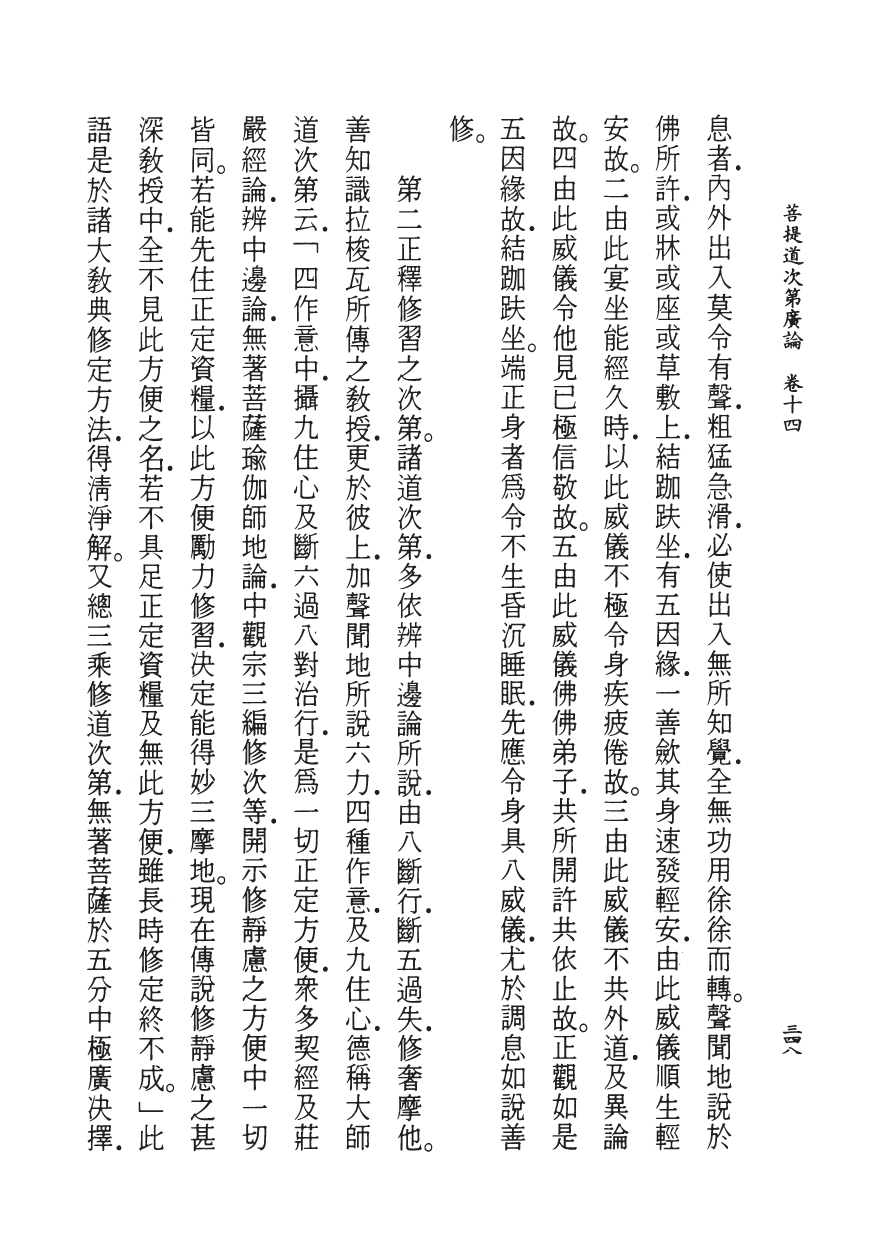 菩提道次第廣論　卷十四
三四八
息者．內外出入莫令有聲．粗猛急滑．必使出入無所知覺．全無功用徐徐而轉。聲聞地說於
佛所許．或牀或座或草敷上．結跏趺坐．有五因緣．一善歛其身速發輕安．由此威儀順生輕
安故。二由此宴坐能經久時．以此威儀不極令身疾疲倦故。三由此威儀不共外道．及異論
故。四由此威儀令他見已極信敬故。五由此威儀佛佛弟子．共所開許共依止故。正觀如是
五因緣故．結跏趺坐。端正身者爲令不生昏沉睡眠．先應令身具八威儀．尤於調息如說善
修。
第二正釋修習之次第。諸道次第．多依辨中邊論所說．由八斷行．斷五過失．修奢摩他。
善知識拉梭瓦所傳之敎授．更於彼上．加聲聞地所說六力．四種作意．及九住心．德稱大師
道次第云．「四作意中．攝九住心及斷六過八對治行．是爲一切正定方便．衆多契經及莊
嚴經論．辨中邊論．無著菩薩瑜伽師地論．中觀宗三編修次等．開示修靜慮之方便中一切
皆同。若能先住正定資糧．以此方便勵力修習．決定能得妙三摩地。現在傳說修靜慮之甚
深敎授中．全不見此方便之名．若不具足正定資糧及無此方便．雖長時修定終不成。」此
語是於諸大敎典修定方法．得淸淨解。又總三乘修道次第．無著菩薩於五分中極廣決擇．